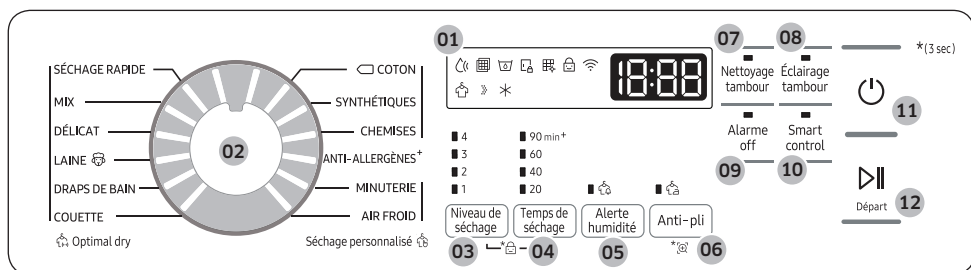 01
18:88
07
08
*(3 sec)
Nettoyage
tambour
Éclairage
tambour
11
Alarme
off
Smart
control
09
10
12
Départ
SÉCHAGE RAPIDE
MIX
DÉLICAT
LAINE
DRAPS DE BAIN
COUETTE
Optimal dry
02
COTON
SYNTHÉTIQUES
CHEMISES
ANTI-ALLERGÈNES+
MINUTERIE
AIR FROID
Séchage personnalisé
4
3
2
1
90 min+
60
40
20
Niveau de
séchage
Temps de
séchage
Alerte
humidité
Anti-pli
03
*
04
05
*
06